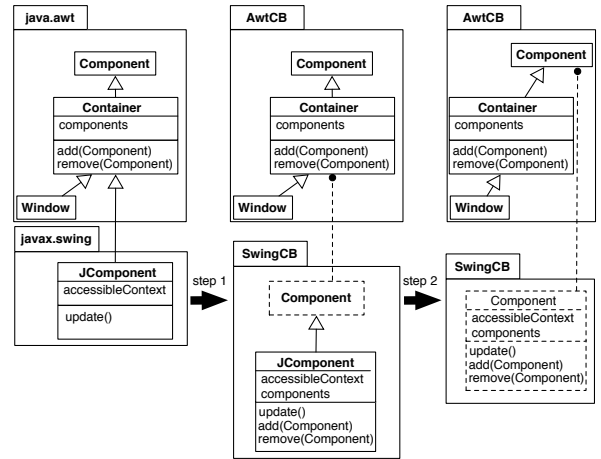 java.awt
Component
Container
components
add(Component)
remove(Component)
Window
javax.swing
JComponent
accessibleContext
update()
step 1
AwtCB
Component
Container
components
add(Component)
remove(Component)
Window
SwingCB
Component
JComponent
accessibleContext
components
update()
add(Component)
remove(Component)
step 2
AwtCB
Component
Container
components
add(Component)
remove(Component)
Window
SwingCB
Component
accessibleContext
components
update()
add(Component)
remove(Component)